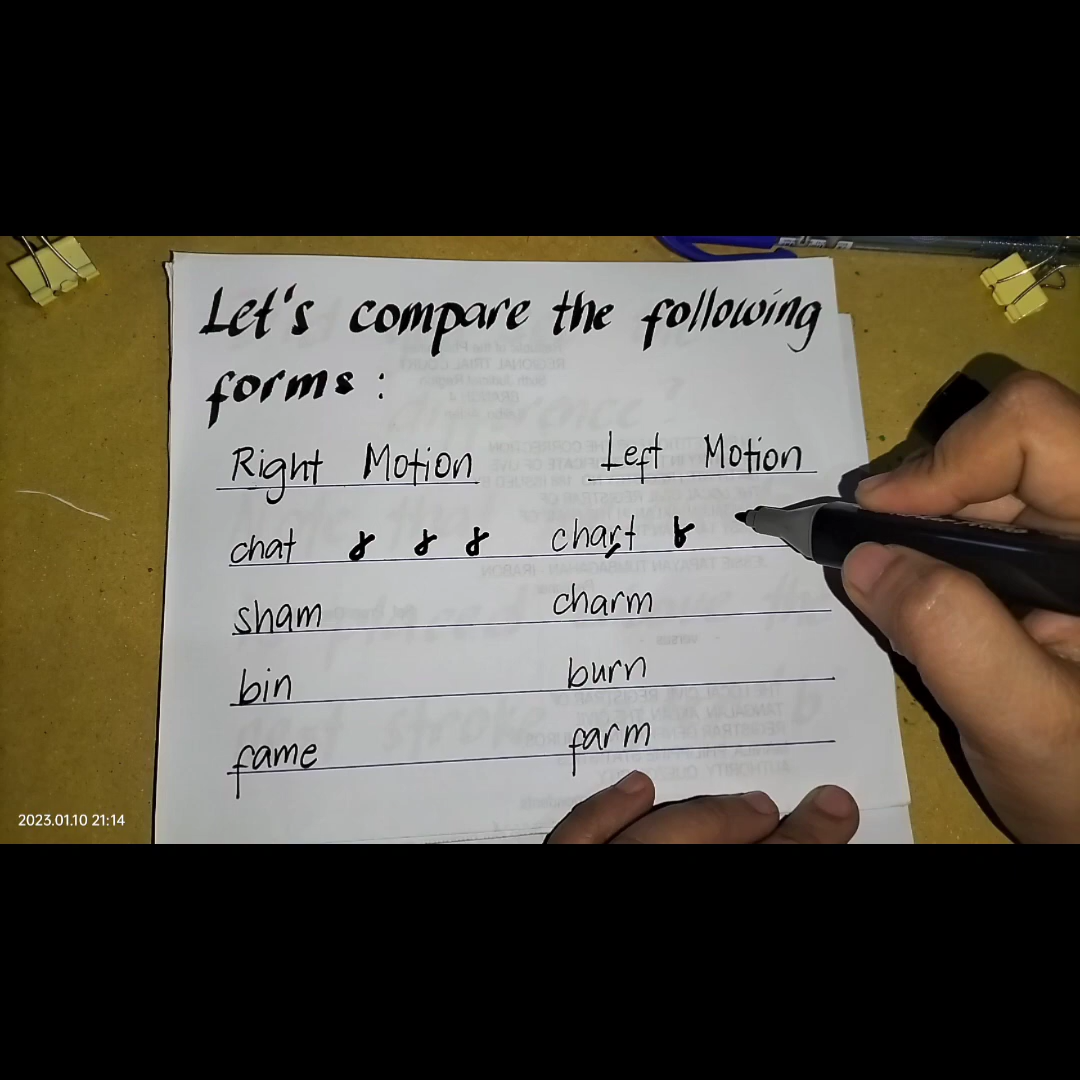 Let's compare the following
forms:
Right Motion Left Motion
chat chart
sham charm
bin burn
fame farm
2023.01.10 21:14